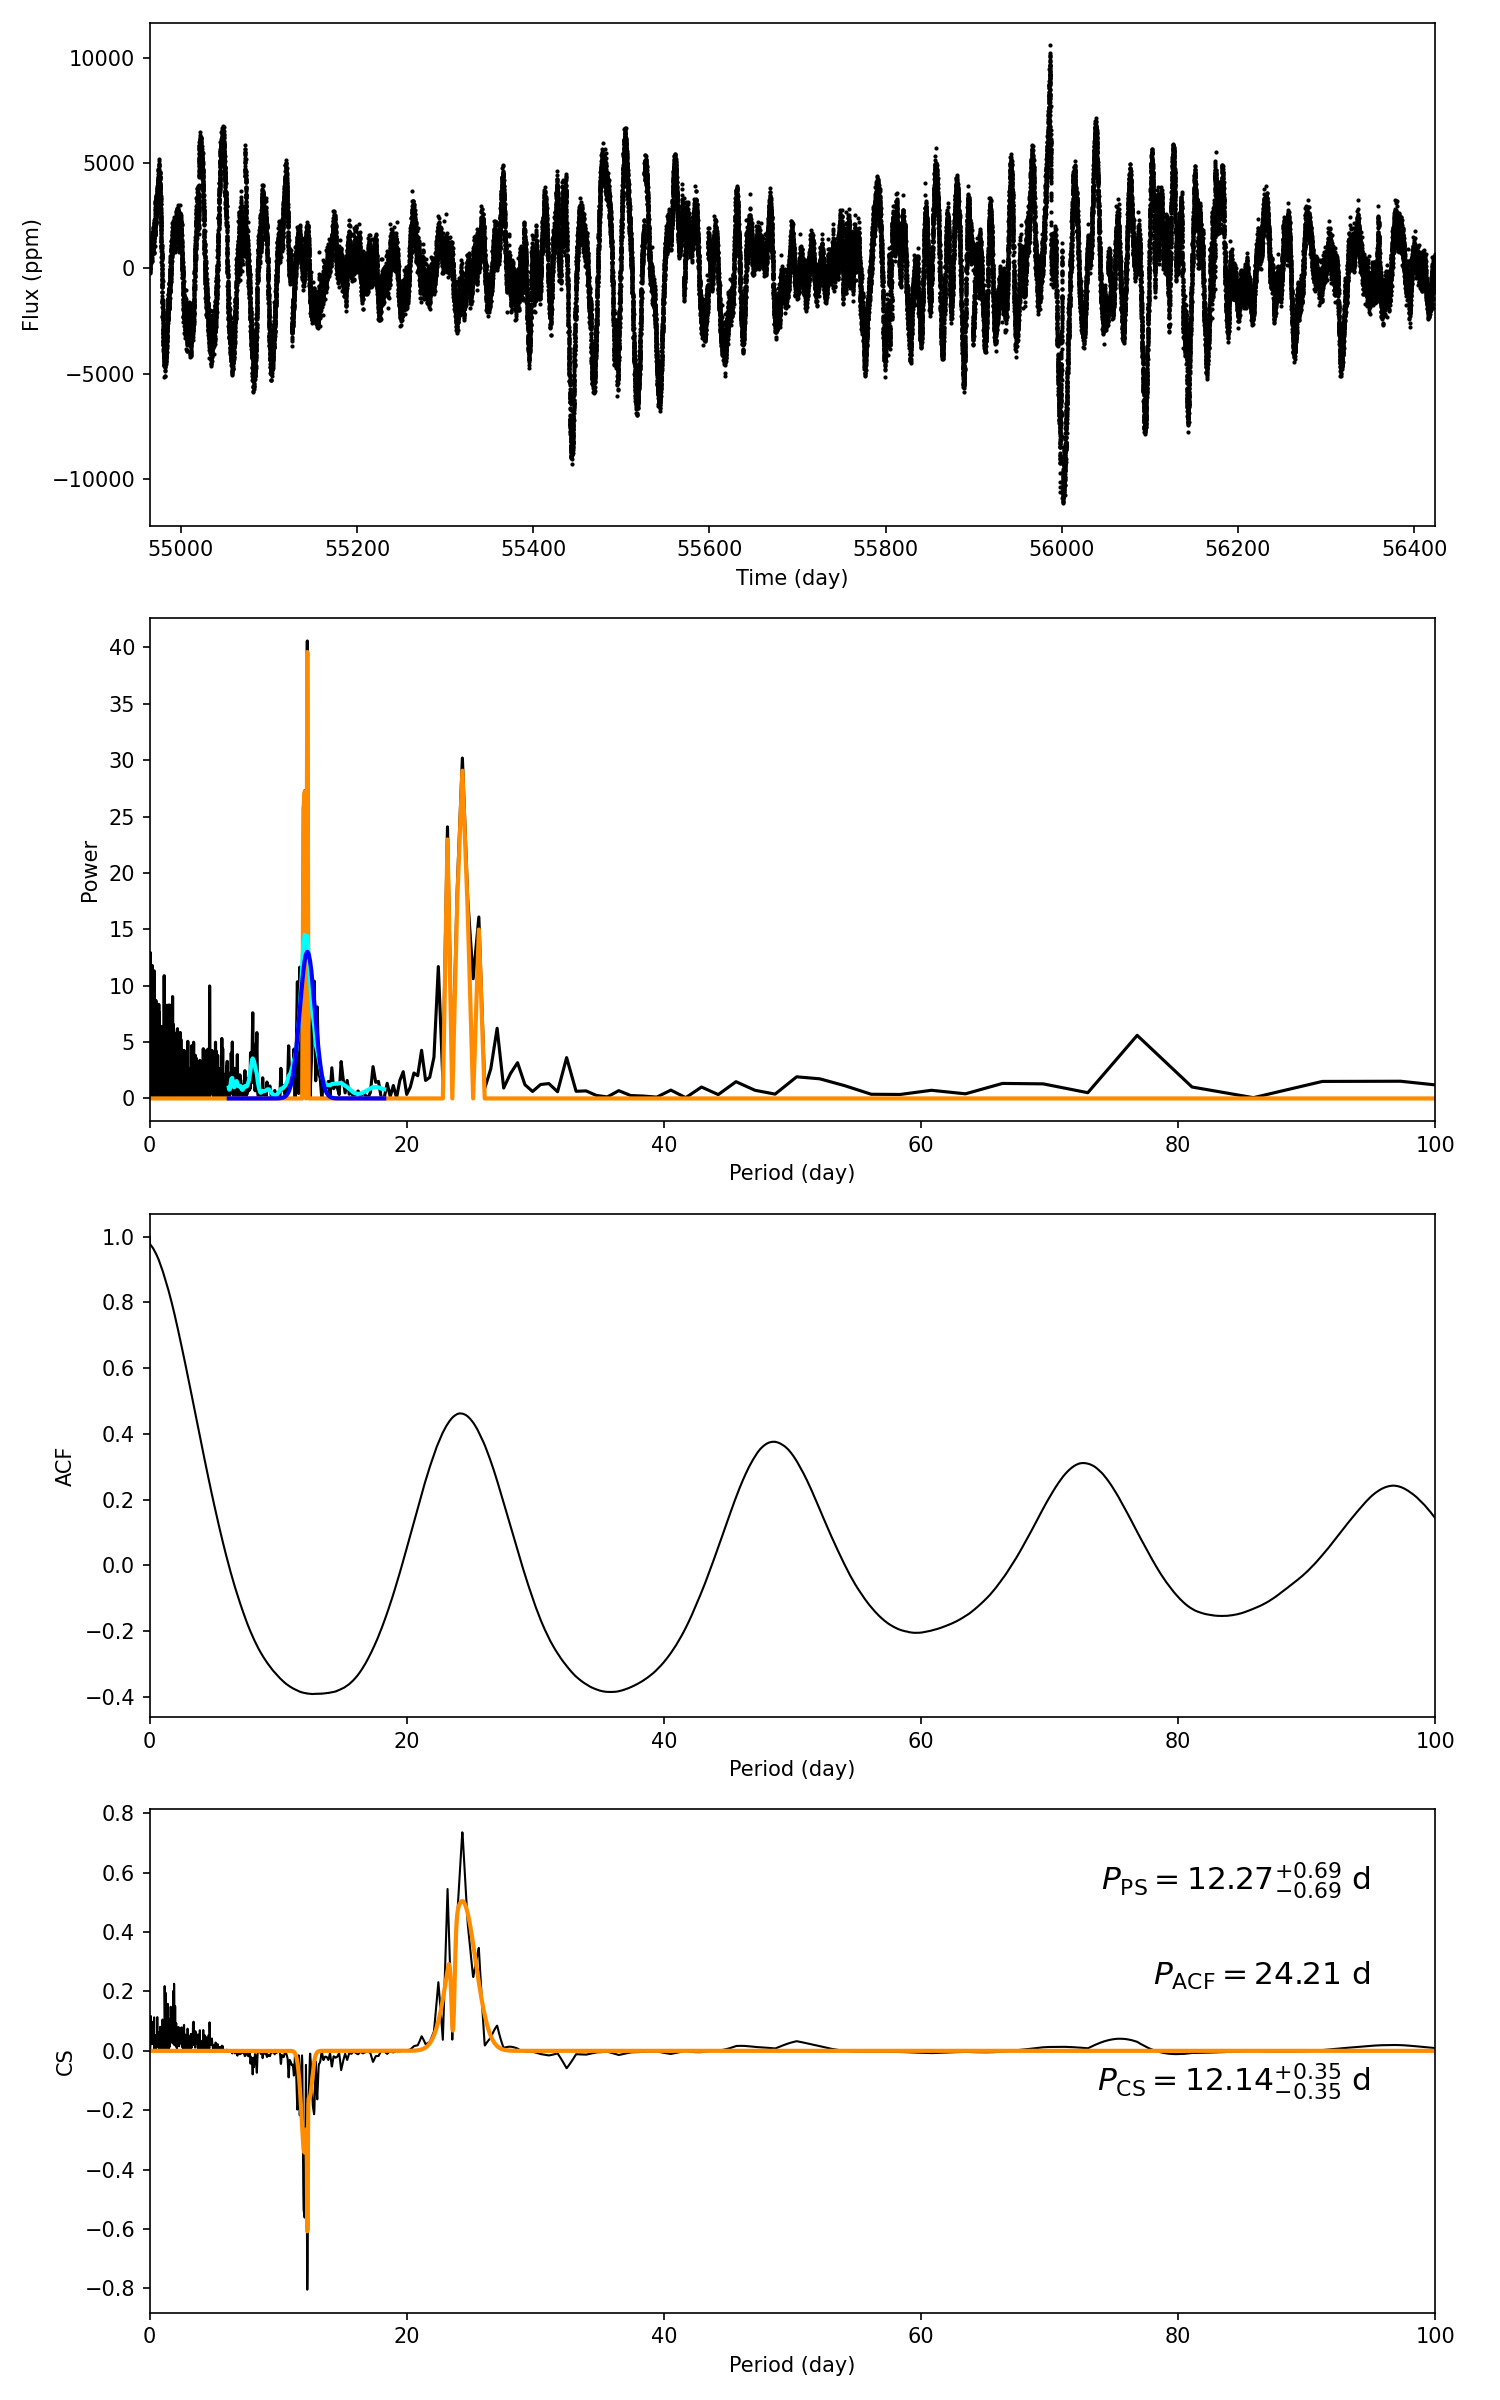 10000
5000
0
−5000
−10000
Flux (ppm)
55000 55200 55400 55600 55800 56000 56200 56400
Time (day)
40
35
30
25
20
15
10
5
0
Power
0 20 40 60 80 100
Period (day)
1.0
0.8
0.6
0.4
0.2
0.0
−0.2
−0.4
ACF
0 20 40 60 80 100
Period (day)
0.8
0.6
0.4
0.2
0.0
−0.2
−0.4
−0.6
−0.8
CS
P_PS = 12.27^{+0.69}_{−0.69} d
P_ACF = 24.21 d
P_CS = 12.14^{+0.35}_{−0.35} d
0 20 40 60 80 100
Period (day)